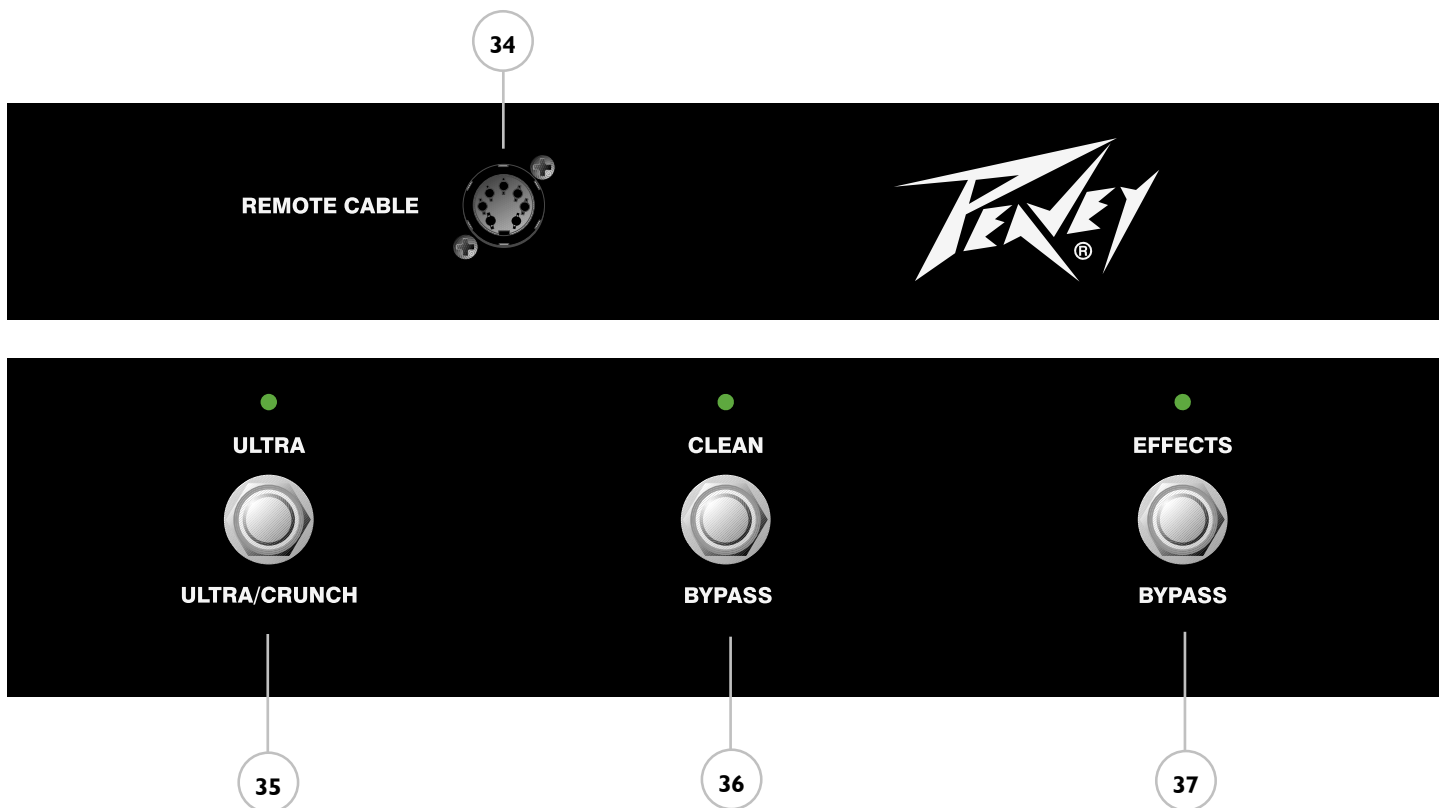 34
REMOTE CABLE
PEAVEY
®
ULTRA
CLEAN
EFFECTS
ULTRA/CRUNCH
BYPASS
BYPASS
35
36
37